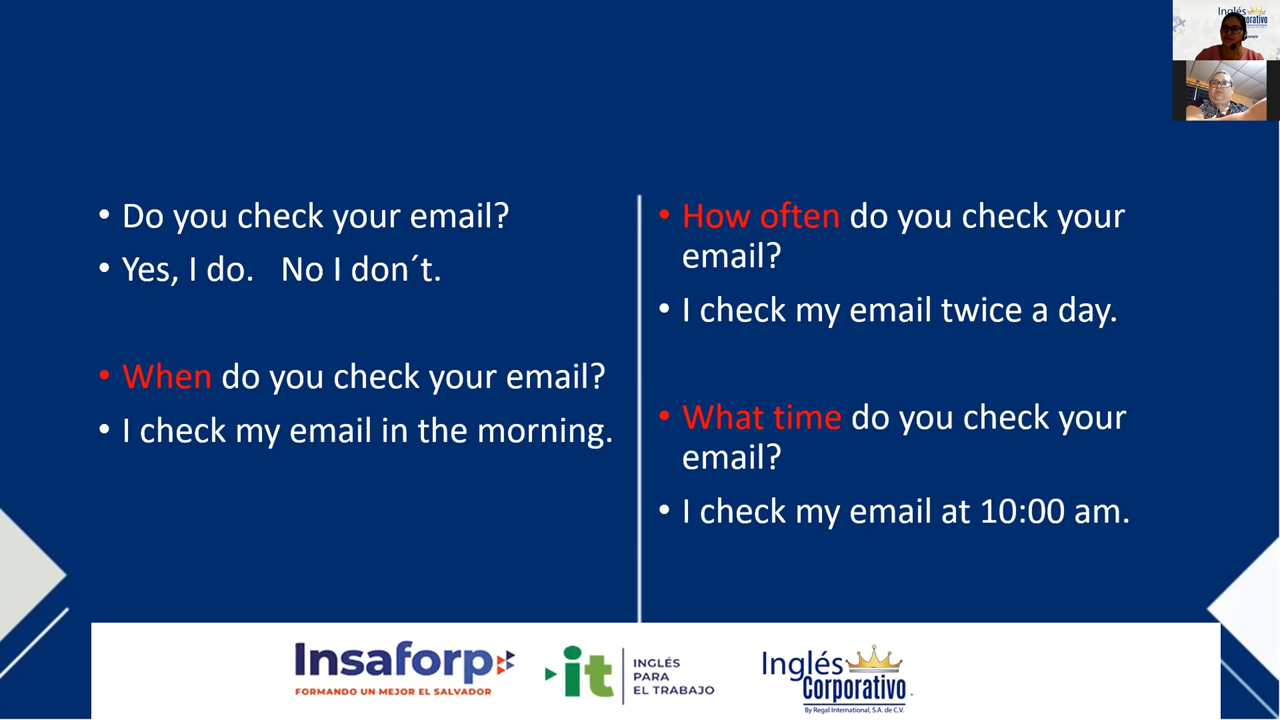 • Do you check your email?
• Yes, I do.   No I don´t.
• When do you check your email?
• I check my email in the morning.
• How often do you check your
email?
• I check my email twice a day.
• What time do you check your
email?
• I check my email at 10:00 am.
Insaforp
FORMANDO UN MEJOR EL SALVADOR
it
INGLÉS
PARA
EL TRABAJO
Inglés
Corporativo
By Regal International, S.A. de C.V.
Inglés